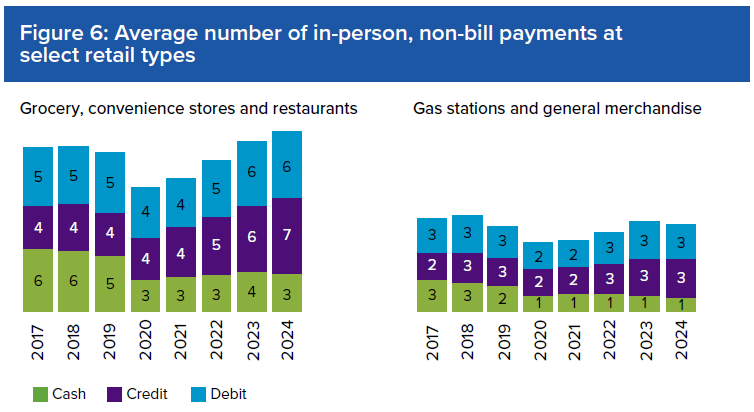 Figure 6: Average number of in-person, non-bill payments at
select retail types
Grocery, convenience stores and restaurants
5 5 5 4 4 5 6 6
4 4 4 4 4 5 6 7
6 6 5 3 3 3 4 3
2017 2018 2019 2020 2021 2022 2023 2024
Gas stations and general merchandise
3 3 3 2 2 3 3 3
2 3 3 2 2 3 3 3
3 3 2 1 1 1 1 1
2017 2018 2019 2020 2021 2022 2023 2024
Cash Credit Debit